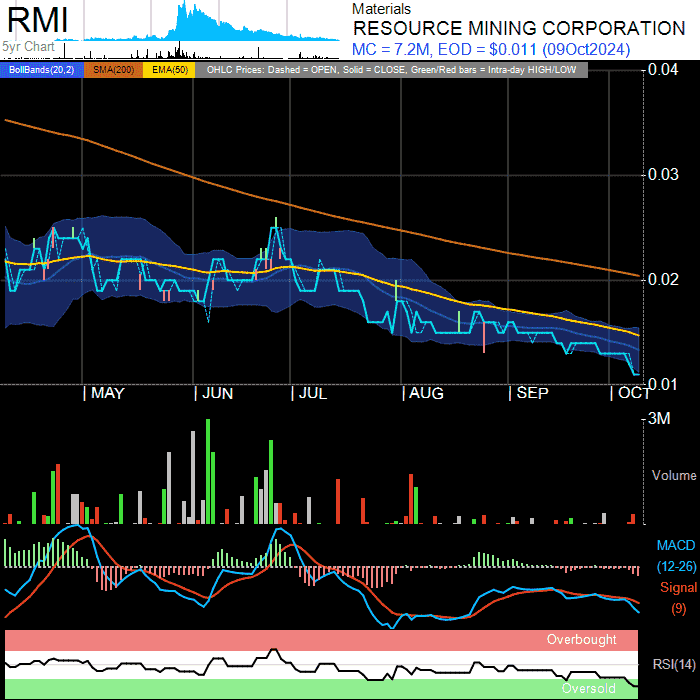 RMI
5yr Chart
Materials
RESOURCE MINING CORPORATION
MC = 7.2M, EOD = $0.011 (09Oct2024)
BollBands(20,2) SMA(200) EMA(50) OHLC Prices: Dashed = OPEN, Solid = CLOSE, Green/Red bars = Intra-day HIGH/LOW
0.04
0.03
0.02
0.01
MAY JUN JUL AUG SEP OCT
3M
Volume
MACD
(12-26)
Signal
(9)
Overbought
RSI(14)
Oversold